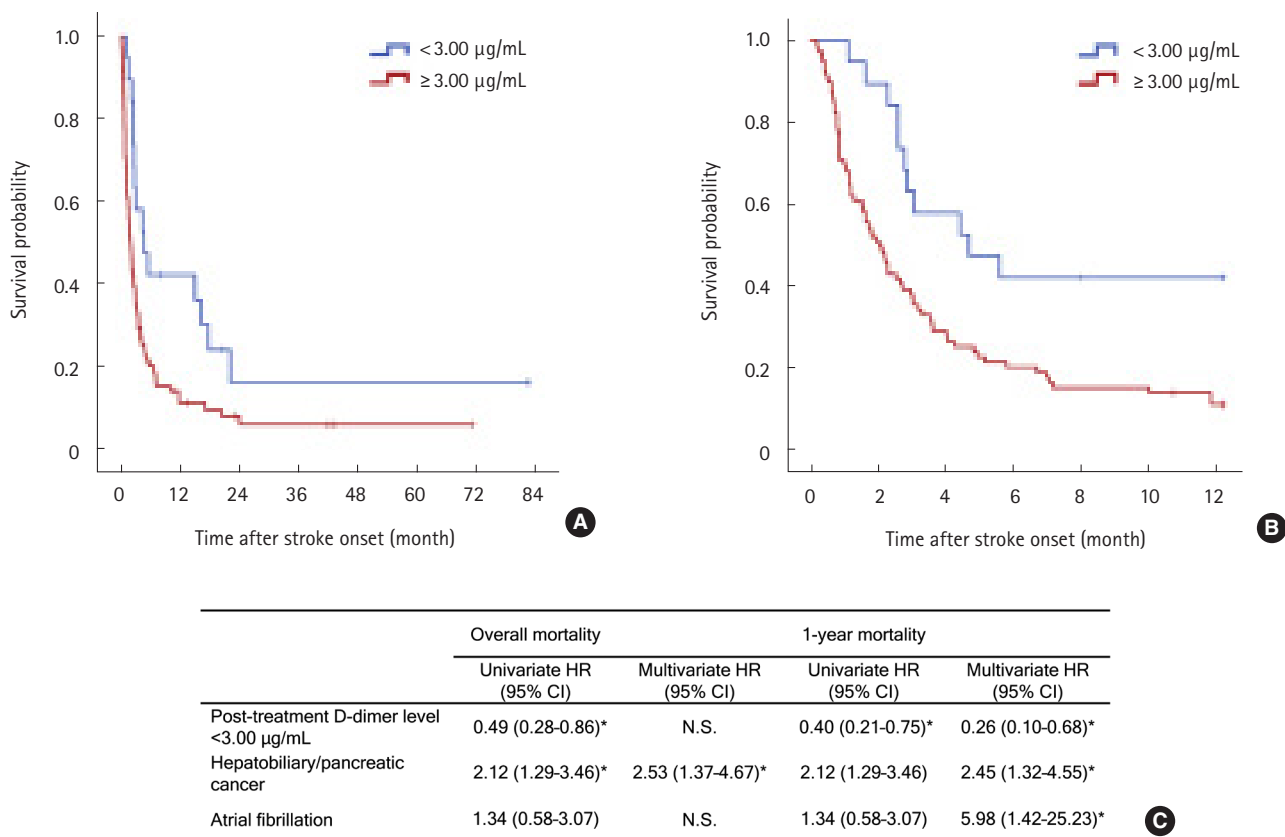 1.0
0.8
0.6
0.4
0.2
0
Survival probability
< 3.00 μg/mL
≥ 3.00 μg/mL
0 12 24 36 48 60 72 84
Time after stroke onset (month)
A
1.0
0.8
0.6
0.4
0.2
0
Survival probability
< 3.00 μg/mL
≥ 3.00 μg/mL
0 2 4 6 8 10 12
Time after stroke onset (month)
B
Overall mortality 1-year mortality
Univariate HR Multivariate HR Univariate HR Multivariate HR
(95% CI) (95% CI) (95% CI) (95% CI)
Post-treatment D-dimer level
<3.00 μg/mL 0.49 (0.28-0.86)* N.S. 0.40 (0.21-0.75)* 0.26 (0.10-0.68)*
Hepatobiliary/pancreatic
cancer 2.12 (1.29-3.46)* 2.53 (1.37-4.67)* 2.12 (1.29-3.46) 2.45 (1.32-4.55)*
Atrial fibrillation 1.34 (0.58-3.07) N.S. 1.34 (0.58-3.07) 5.98 (1.42-25.23)*
C